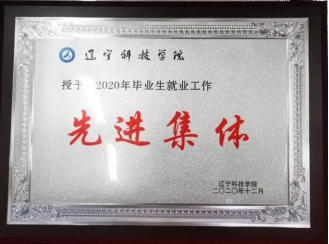 辽宁科技学院
授于 2020年毕业生就业工作
先进集体
辽宁科技学院
二〇二〇年十二月